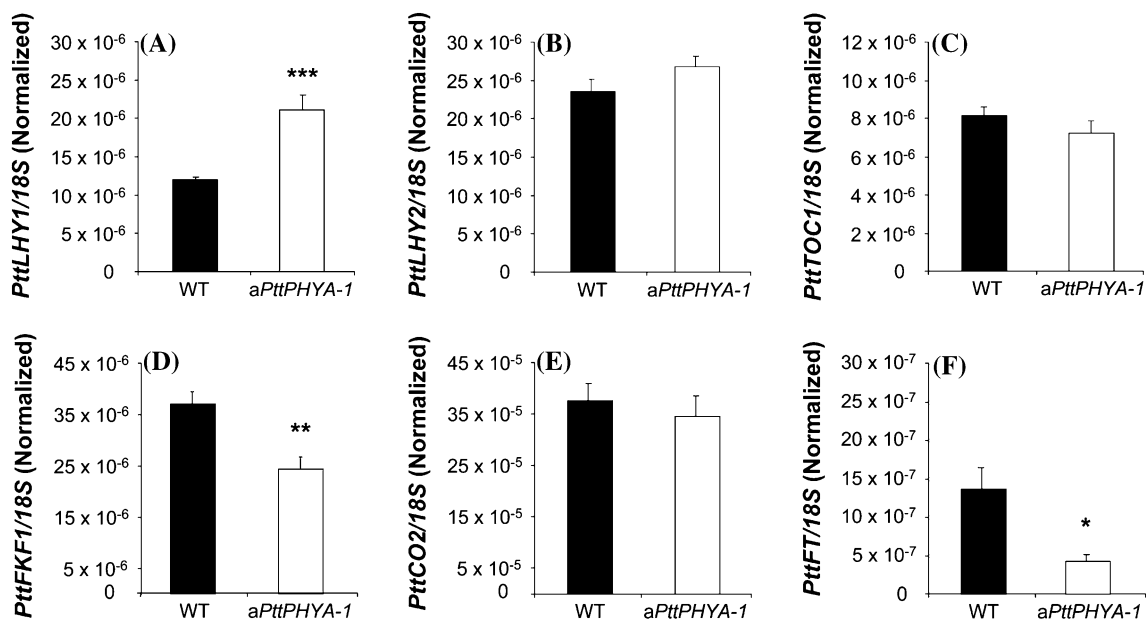 (A)
PttLHY1/18S (Normalized)
30 x 10⁻⁶
25 x 10⁻⁶
20 x 10⁻⁶
15 x 10⁻⁶
10 x 10⁻⁶
5 x 10⁻⁶
0
***
WT aPttPHYA-1
(B)
PttLHY2/18S (Normalized)
30 x 10⁻⁶
25 x 10⁻⁶
20 x 10⁻⁶
15 x 10⁻⁶
10 x 10⁻⁶
5 x 10⁻⁶
0
WT aPttPHYA-1
(C)
PttTOC1/18S (Normalized)
12 x 10⁻⁶
10 x 10⁻⁶
8 x 10⁻⁶
6 x 10⁻⁶
4 x 10⁻⁶
2 x 10⁻⁶
0
WT aPttPHYA-1
(D)
PttFKF1/18S (Normalized)
45 x 10⁻⁶
35 x 10⁻⁶
25 x 10⁻⁶
15 x 10⁻⁶
5 x 10⁻⁶
0
**
WT aPttPHYA-1
(E)
PttCO2/18S (Normalized)
45 x 10⁻⁵
35 x 10⁻⁵
25 x 10⁻⁵
15 x 10⁻⁵
5 x 10⁻⁵
0
WT aPttPHYA-1
(F)
PttFT/18S (Normalized)
30 x 10⁻⁷
25 x 10⁻⁷
20 x 10⁻⁷
15 x 10⁻⁷
10 x 10⁻⁷
5 x 10⁻⁷
0
*
WT aPttPHYA-1